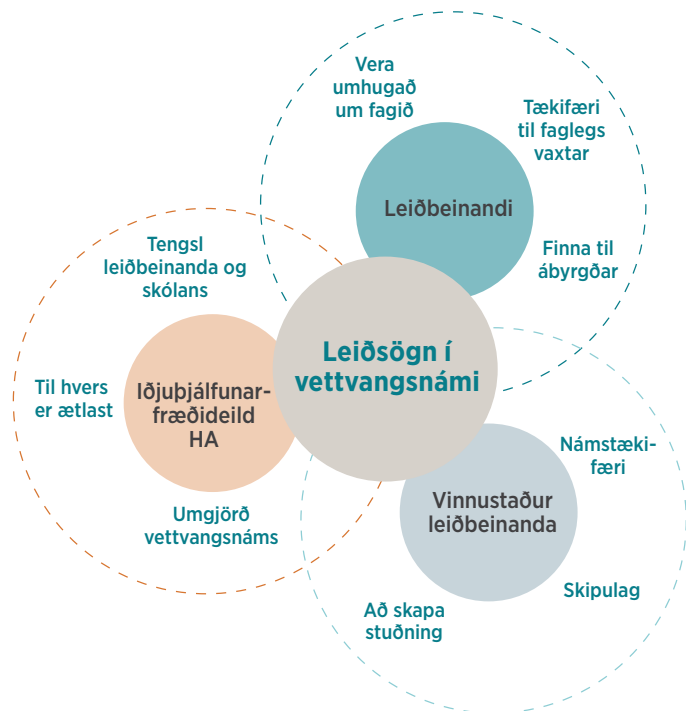 Vera
umhugað
um fagið
Tækifæri
til faglegs
vaxtar
Leiðbeinandi
Finna til
ábyrgðar
Tengsl
leiðbeinanda og
skólans
Leiðsögn í
vettvangsnámi
Til hvers
er ætlast
Iðjuþjálfunar-
fræðideild
HA
Umgjörð
vettvangsnáms
Námstæki-
færi
Vinnustaður
leiðbeinanda
Skipulag
Að skapa
stuðning